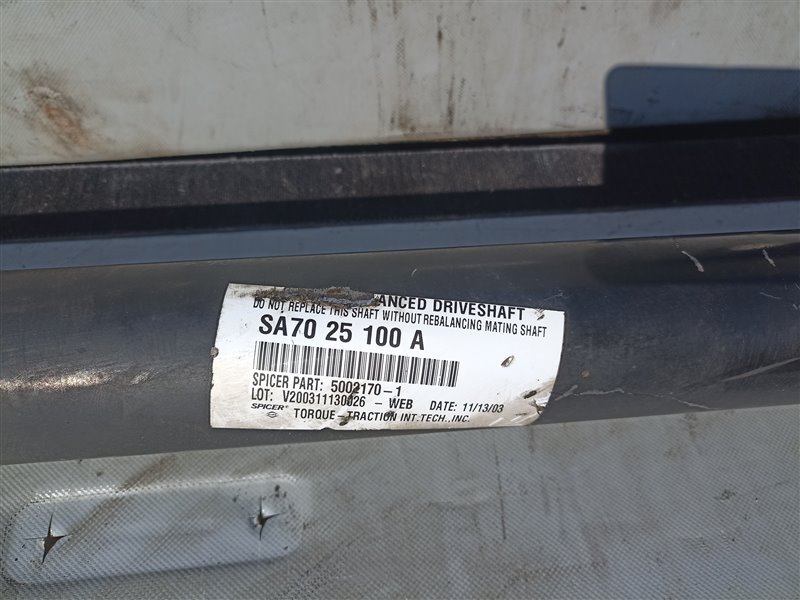 ANCED DRIVESHAFT
DO NOT REPLACE THIS SHAFT WITHOUT REBALANCING MATING SHAFT
SA70 25 100 A
SPICER PART: 5002170-1
LOT: V200311130026 - WEB DATE: 11/13/03
SPICER® TORQUE-TRACTION INT.TECH.,INC.